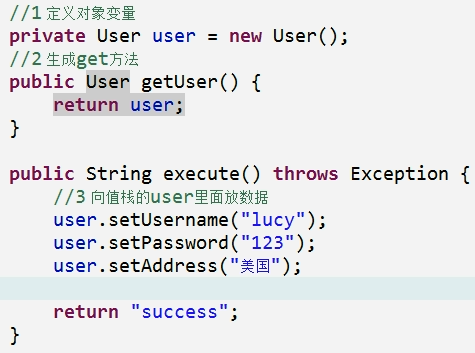 //1 定义对象变量
private User user = new User();
//2 生成get方法
public User getUser() {
return user;
}
public String execute() throws Exception {
//3 向值栈的user里面放数据
user.setUsername("lucy");
user.setPassword("123");
user.setAddress("美国");
return "success";
}